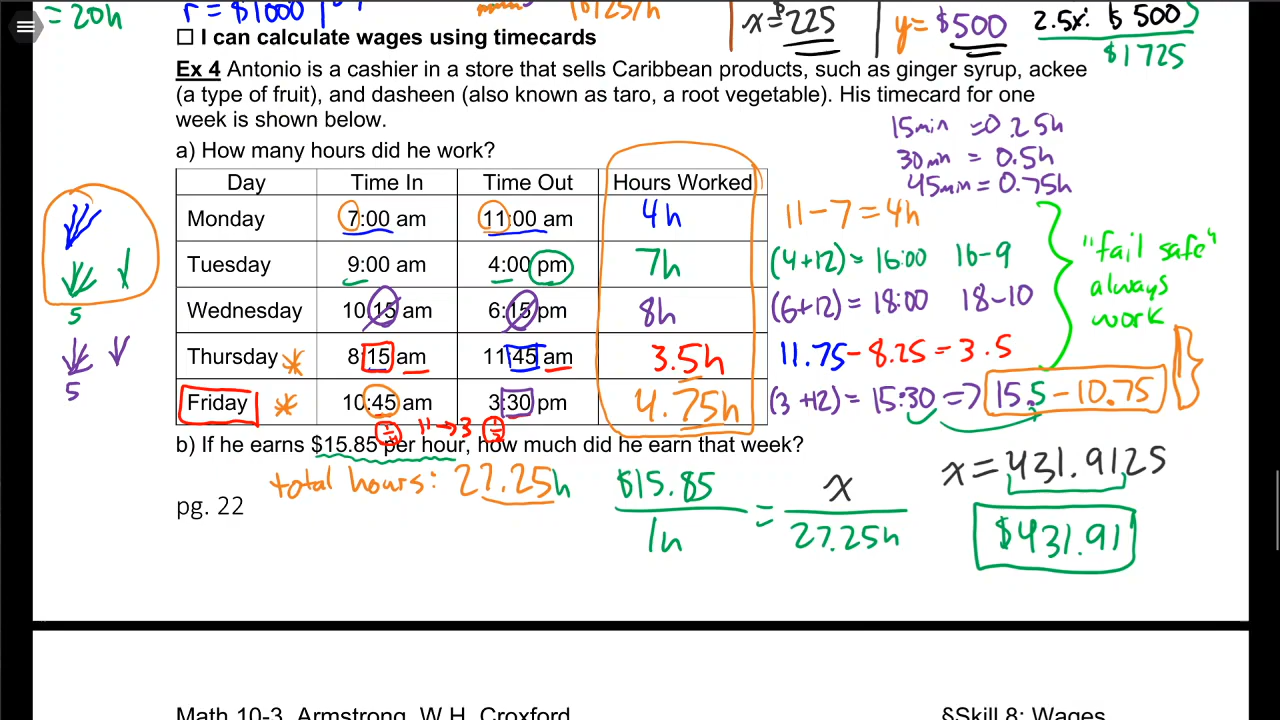 = 20h
r = $1000
16125/h
x = $225
y = $500
2.5x: $500
$1725
☐ I can calculate wages using timecards
Ex 4 Antonio is a cashier in a store that sells Caribbean products, such as ginger syrup, ackee
(a type of fruit), and dasheen (also known as taro, a root vegetable). His timecard for one
week is shown below.
15min = 0.25h
30min = 0.5h
45min = 0.75h
a) How many hours did he work?
Day Time In Time Out Hours Worked
Monday 7:00 am 11:00 am 4h 11 - 7 = 4h
Tuesday 9:00 am 4:00 pm 7h (4+12) = 16:00 16-9
Wednesday 10:15 am 6:15 pm 8h (6+12) = 18:00 18-10
Thursday 8:15 am 11:45 am 3.5h 11.75 - 8.25 = 3.5
Friday 10:45 am 3:30 pm 4.75h (3+12) = 15:30 => 15.5 - 10.75
"fail safe"
always
work
5
5
11 → 3
b) If he earns $15.85 per hour, how much did he earn that week?
total hours: 27.25h
$15.85 / 1h = x / 27.25h
x = 431.9125
$431.91
pg. 22
Math 10-3, Armstrong, W.H. Croxford
§Skill 8: Wages